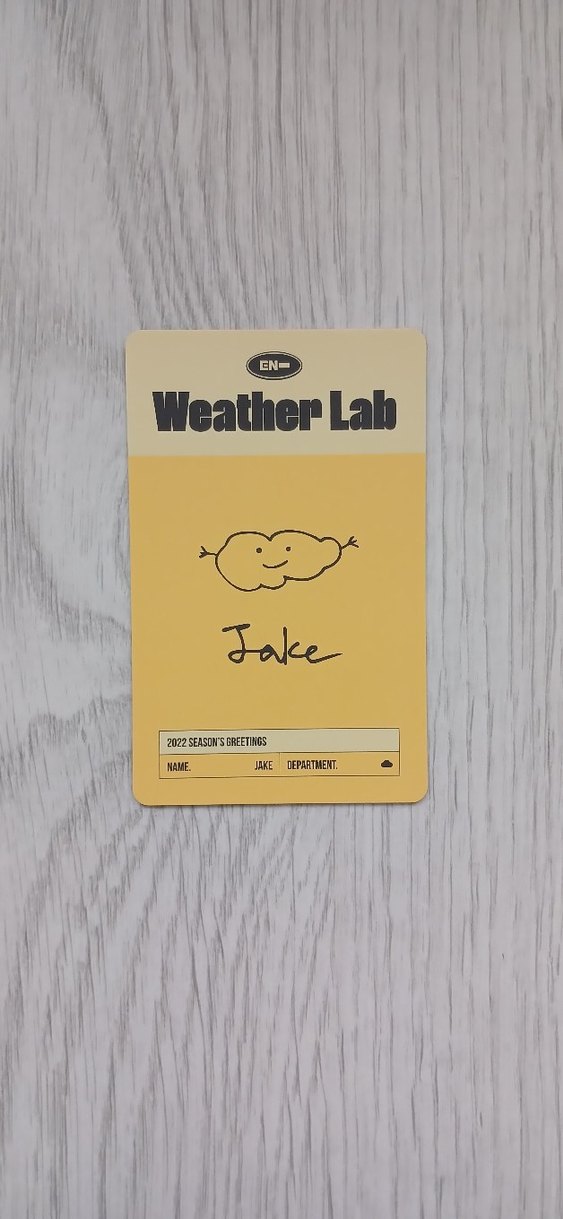 EN-
Weather Lab
Jake
2022 SEASON'S GREETINGS
NAME. JAKE DEPARTMENT.